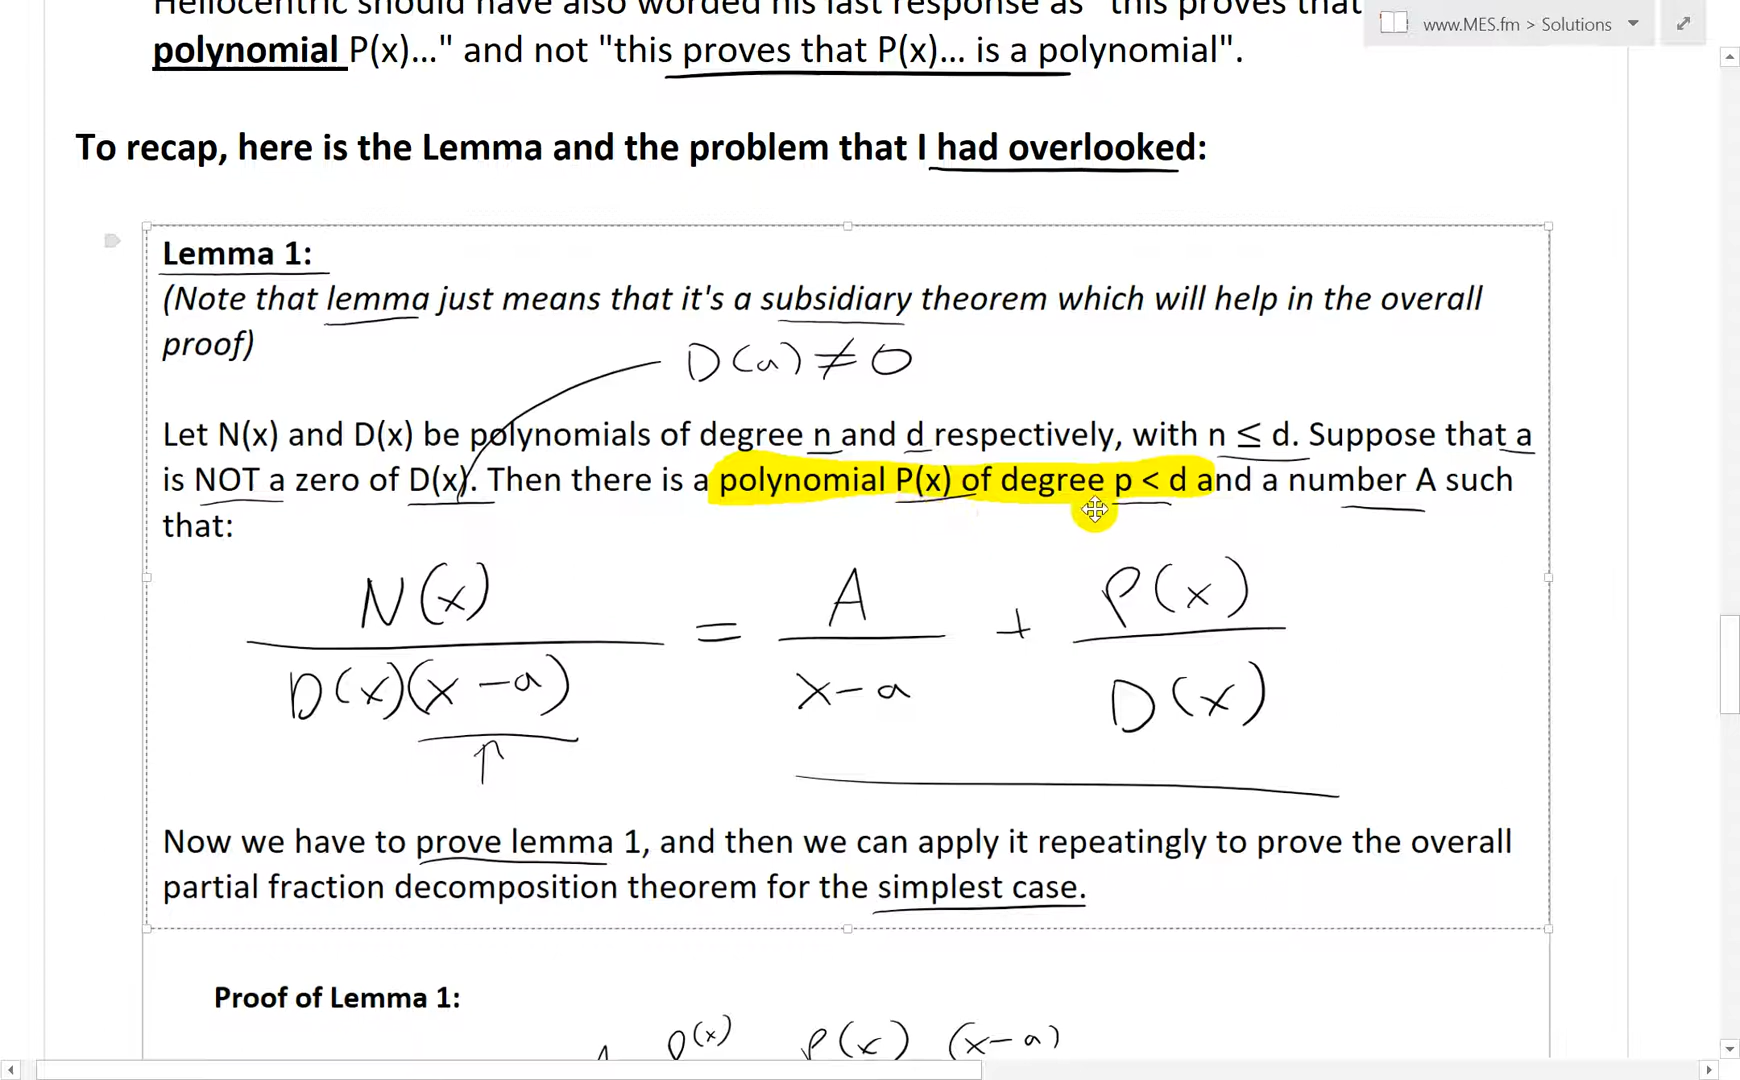 Heliocentric should have also worded his last response as "this proves that
www.MES.fm > Solutions
polynomial P(x)..." and not "this proves that P(x)... is a polynomial".
To recap, here is the Lemma and the problem that I had overlooked:
Lemma 1:
(Note that lemma just means that it's a subsidiary theorem which will help in the overall
proof)
D(a) ≠ 0
Let N(x) and D(x) be polynomials of degree n and d respectively, with n ≤ d. Suppose that a
is NOT a zero of D(x). Then there is a polynomial P(x) of degree p < d and a number A such
that:
N(x) / D(x)(x-a) = A / x-a + P(x) / D(x)
Now we have to prove lemma 1, and then we can apply it repeatingly to prove the overall
partial fraction decomposition theorem for the simplest case.
Proof of Lemma 1:
D(x) P(x) (x-a)